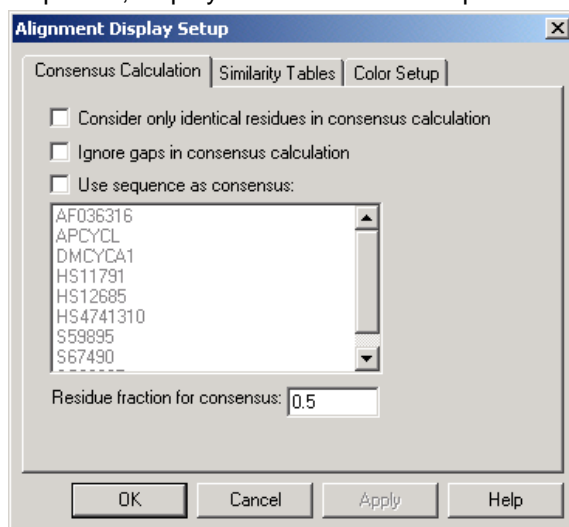 Alignment Display Setup
Consensus Calculation Similarity Tables Color Setup
Consider only identical residues in consensus calculation
Ignore gaps in consensus calculation
Use sequence as consensus:
AF036316
APCYCL
DMCYCA1
HS11791
HS12685
HS4741310
S59895
S67490
Residue fraction for consensus: 0.5
OK Cancel Apply Help